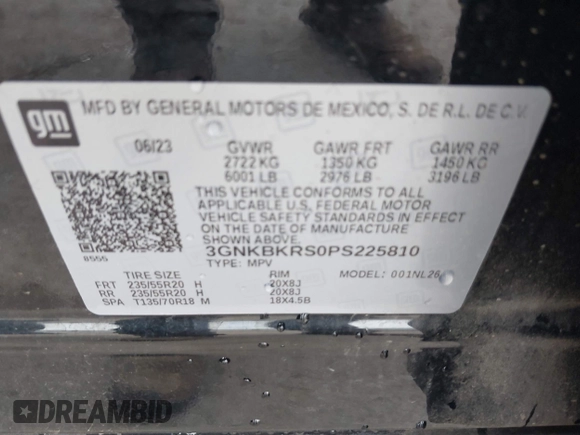 gm MFD BY GENERAL MOTORS DE MEXICO, S. DE R.L. DE C.V.
06/23 GVWR GAWR FRT GAWR RR
2722 KG 1350 KG 1450 KG
6001 LB 2976 LB 3196 LB
THIS VEHICLE CONFORMS TO ALL
APPLICABLE U.S. FEDERAL MOTOR
VEHICLE SAFETY STANDARDS IN EFFECT
ON THE DATE OF MANUFACTURE
SHOWN ABOVE.
8555 3GNKBKRS0PS225810
TYPE: MPV MODEL: 001NL26
TIRE SIZE RIM
FRT 235/55R20 H 20X8J
RR 235/55R20 H 20X8J
SPA T135/70R18 M 18X4.5B
DREAMBID